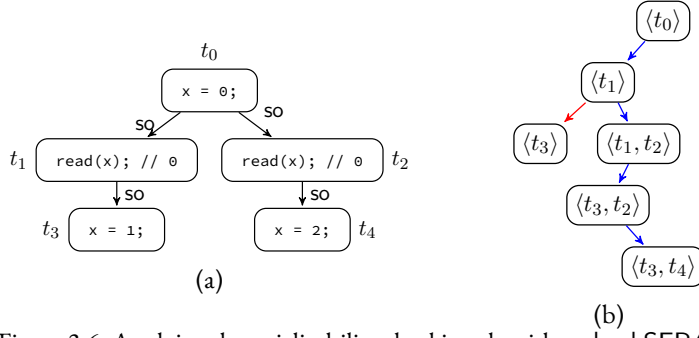 t₀
x = 0;
so so
t₁ read(x); // 0 read(x); // 0 t₂
so so
t₃ x = 1; x = 2; t₄
(a)
⟨t₀⟩
⟨t₁⟩
⟨t₃⟩ ⟨t₁, t₂⟩
⟨t₃, t₂⟩
⟨t₃, t₄⟩
(b)